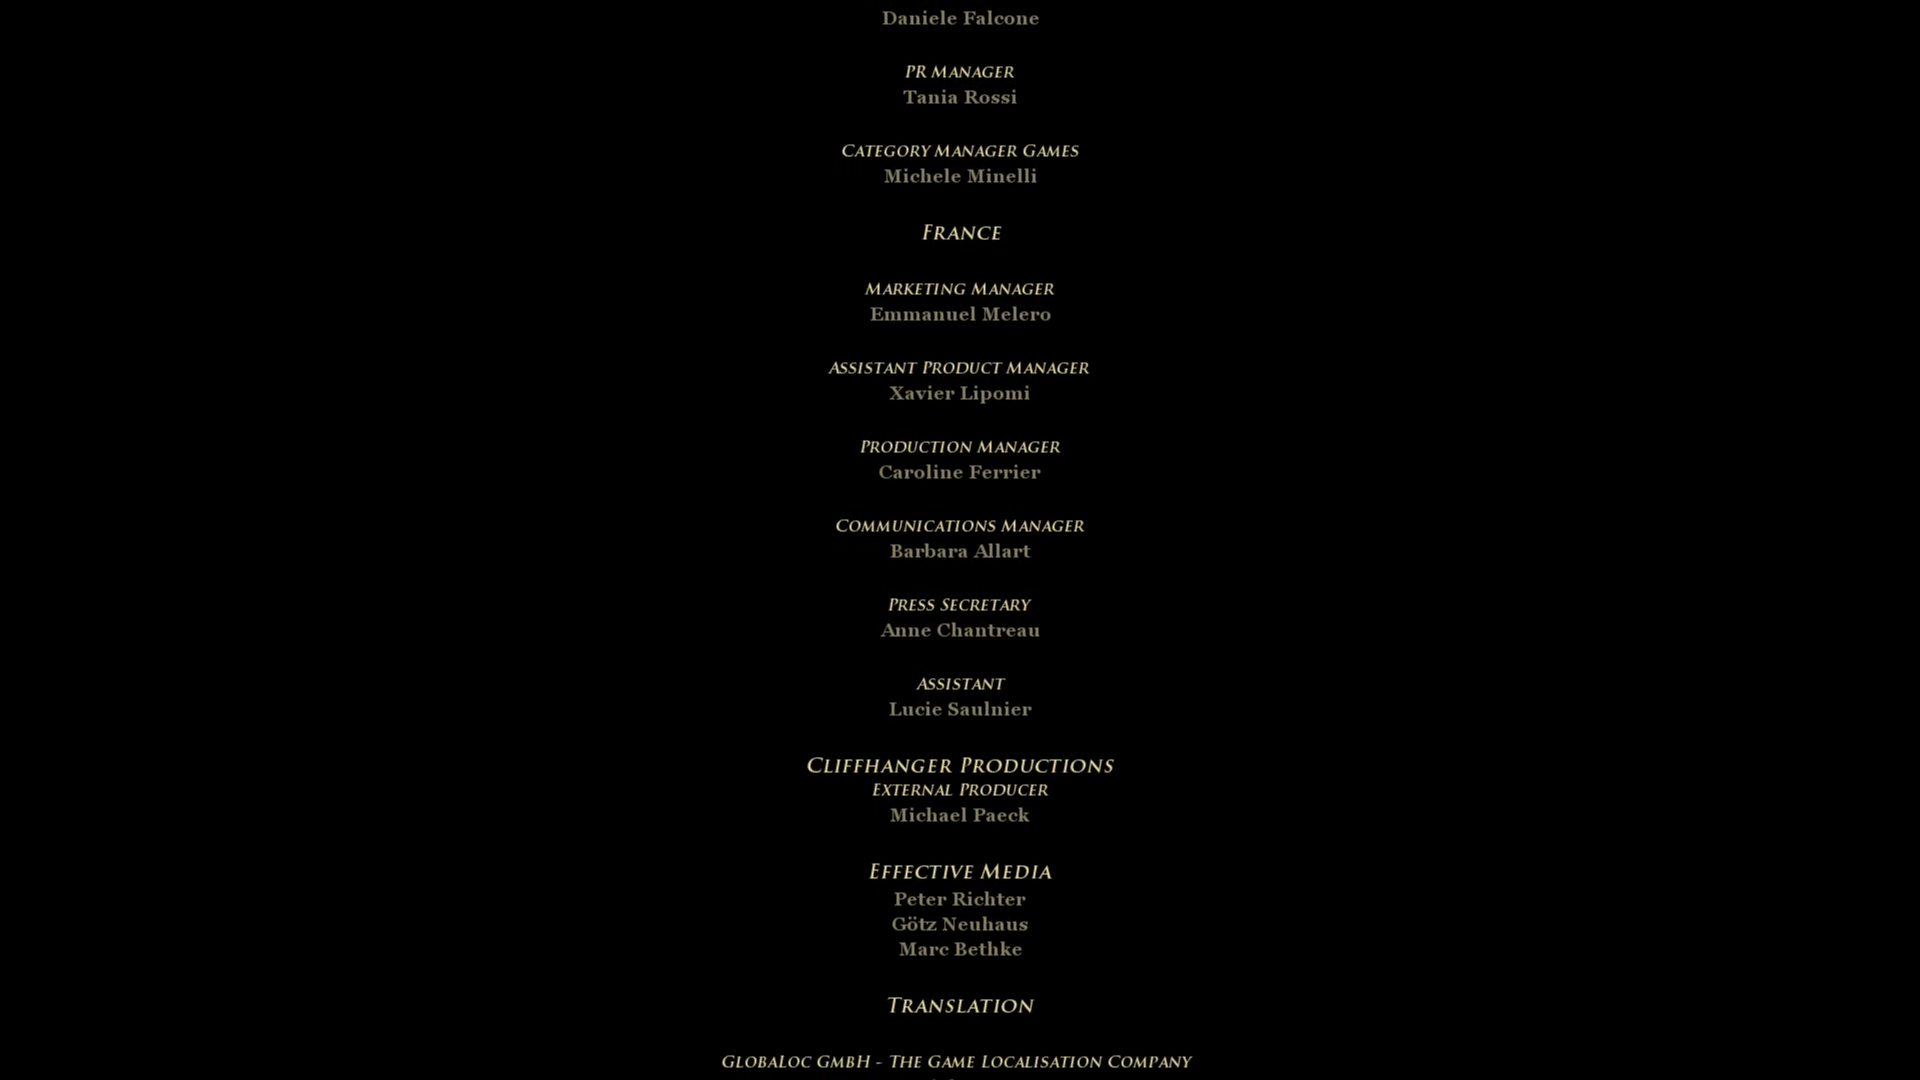 Daniele Falcone
PR Manager
Tania Rossi
Category Manager Games
Michele Minelli
France
Marketing Manager
Emmanuel Melero
Assistant Product Manager
Xavier Lipomi
Production Manager
Caroline Ferrier
Communications Manager
Barbara Allart
Press Secretary
Anne Chantreau
Assistant
Lucie Saulnier
Cliffhanger Productions
External Producer
Michael Paeck
Effective Media
Peter Richter
Götz Neuhaus
Marc Bethke
Translation
GlobaLoc GmbH - The Game Localisation Company